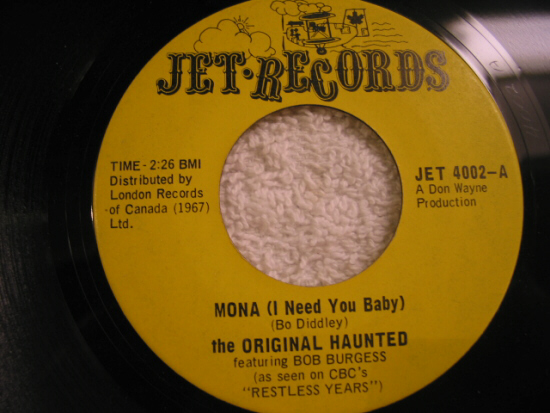 JET·RECORDS
TIME - 2:26 BMI
Distributed by
London Records
of Canada (1967)
Ltd.
JET 4002-A
A Don Wayne
Production
MONA (I Need You Baby)
(Bo Diddley)
the ORIGINAL HAUNTED
featuring BOB BURGESS
(as seen on CBC's
"RESTLESS YEARS")